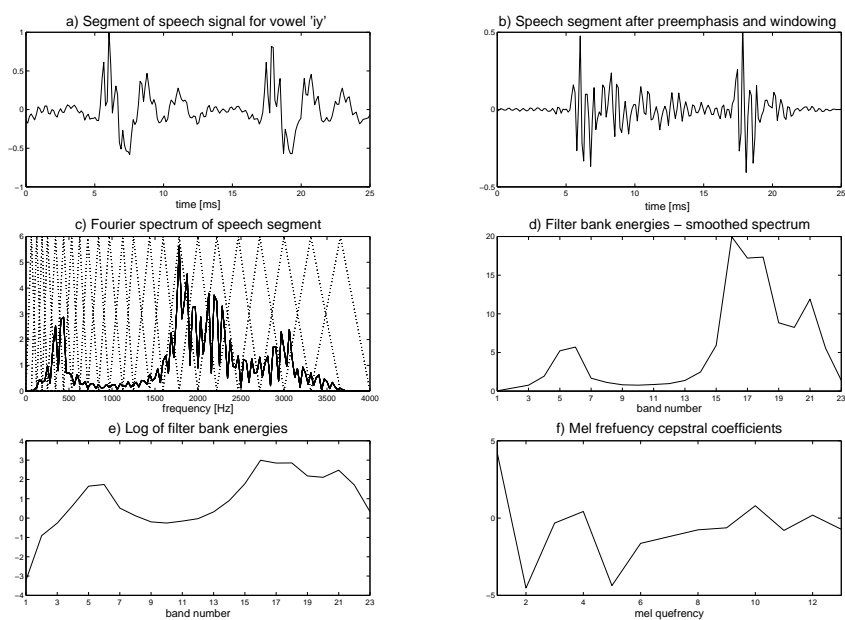 a) Segment of speech signal for vowel 'iy'
1
0.5
0
−0.5
−1
0 5 10 15 20 25
time [ms]
b) Speech segment after preemphasis and windowing
0.5
0
−0.5
0 5 10 15 20 25
time [ms]
c) Fourier spectrum of speech segment
6
5
4
3
2
1
0
0 500 1000 1500 2000 2500 3000 3500 4000
frequency [Hz]
d) Filter bank energies − smoothed spectrum
20
15
10
5
0
1 3 5 7 9 11 13 15 17 19 21 23
band number
e) Log of filter bank energies
4
3
2
1
0
−1
−2
−3
−4
1 3 5 7 9 11 13 15 17 19 21 23
band number
f) Mel frefuency cepstral coefficients
5
0
−5
2 4 6 8 10 12
mel quefrency